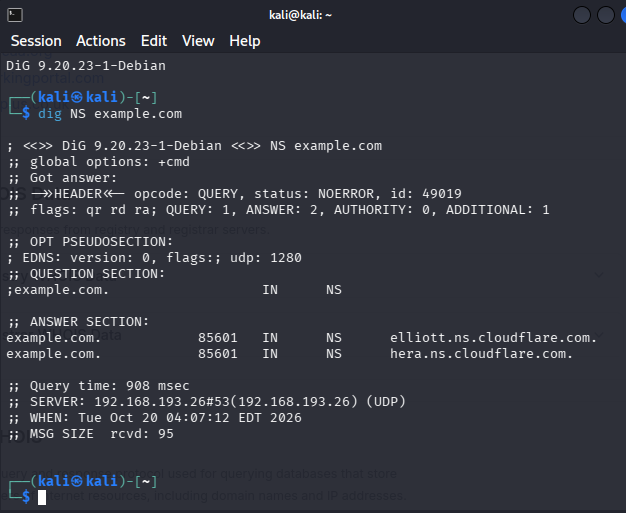 kali@kali: ~
Session Actions Edit View Help
DiG 9.20.23-1-Debian
┌──(kali㉿kali)-[~]
└─$ dig NS example.com
; <<>> DiG 9.20.23-1-Debian <<>> NS example.com
;; global options: +cmd
;; Got answer:
;; ->>HEADER<<- opcode: QUERY, status: NOERROR, id: 49019
;; flags: qr rd ra; QUERY: 1, ANSWER: 2, AUTHORITY: 0, ADDITIONAL: 1
;; OPT PSEUDOSECTION:
; EDNS: version: 0, flags:; udp: 1280
;; QUESTION SECTION:
;example.com. IN NS
;; ANSWER SECTION:
example.com. 85601 IN NS elliott.ns.cloudflare.com.
example.com. 85601 IN NS hera.ns.cloudflare.com.
;; Query time: 908 msec
;; SERVER: 192.168.193.26#53(192.168.193.26) (UDP)
;; WHEN: Tue Oct 20 04:07:12 EDT 2026
;; MSG SIZE rcvd: 95
┌──(kali㉿kali)-[~]
└─$